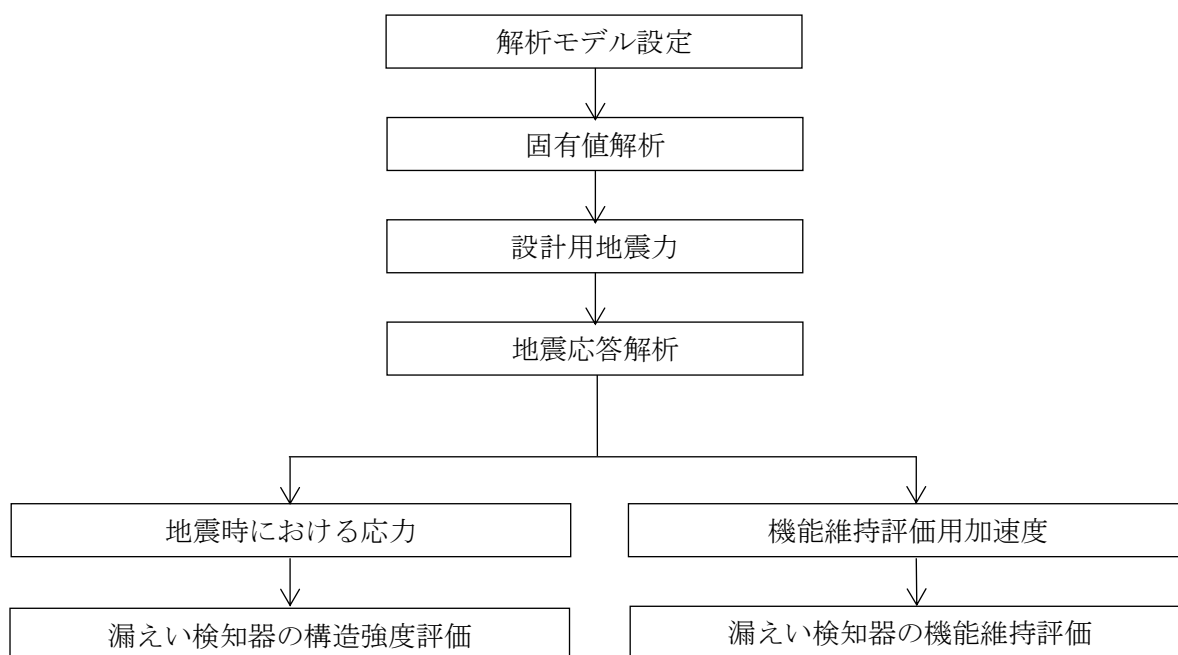 解析モデル設定
固有値解析
設計用地震力
地震応答解析
地震時における応力
機能維持評価用加速度
漏えい検知器の構造強度評価
漏えい検知器の機能維持評価